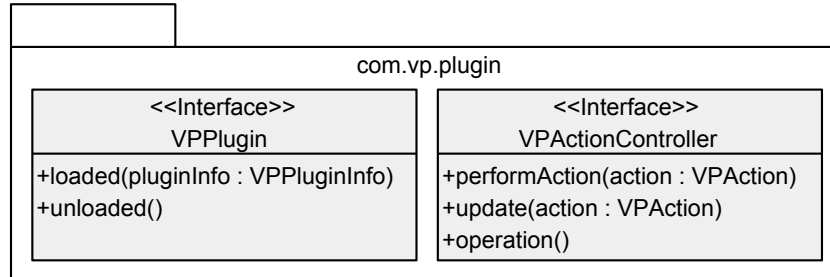 com.vp.plugin
<<Interface>>
VPPlugin
+loaded(pluginInfo : VPPluginInfo)
+unloaded()
<<Interface>>
VPActionController
+performAction(action : VPAction)
+update(action : VPAction)
+operation()